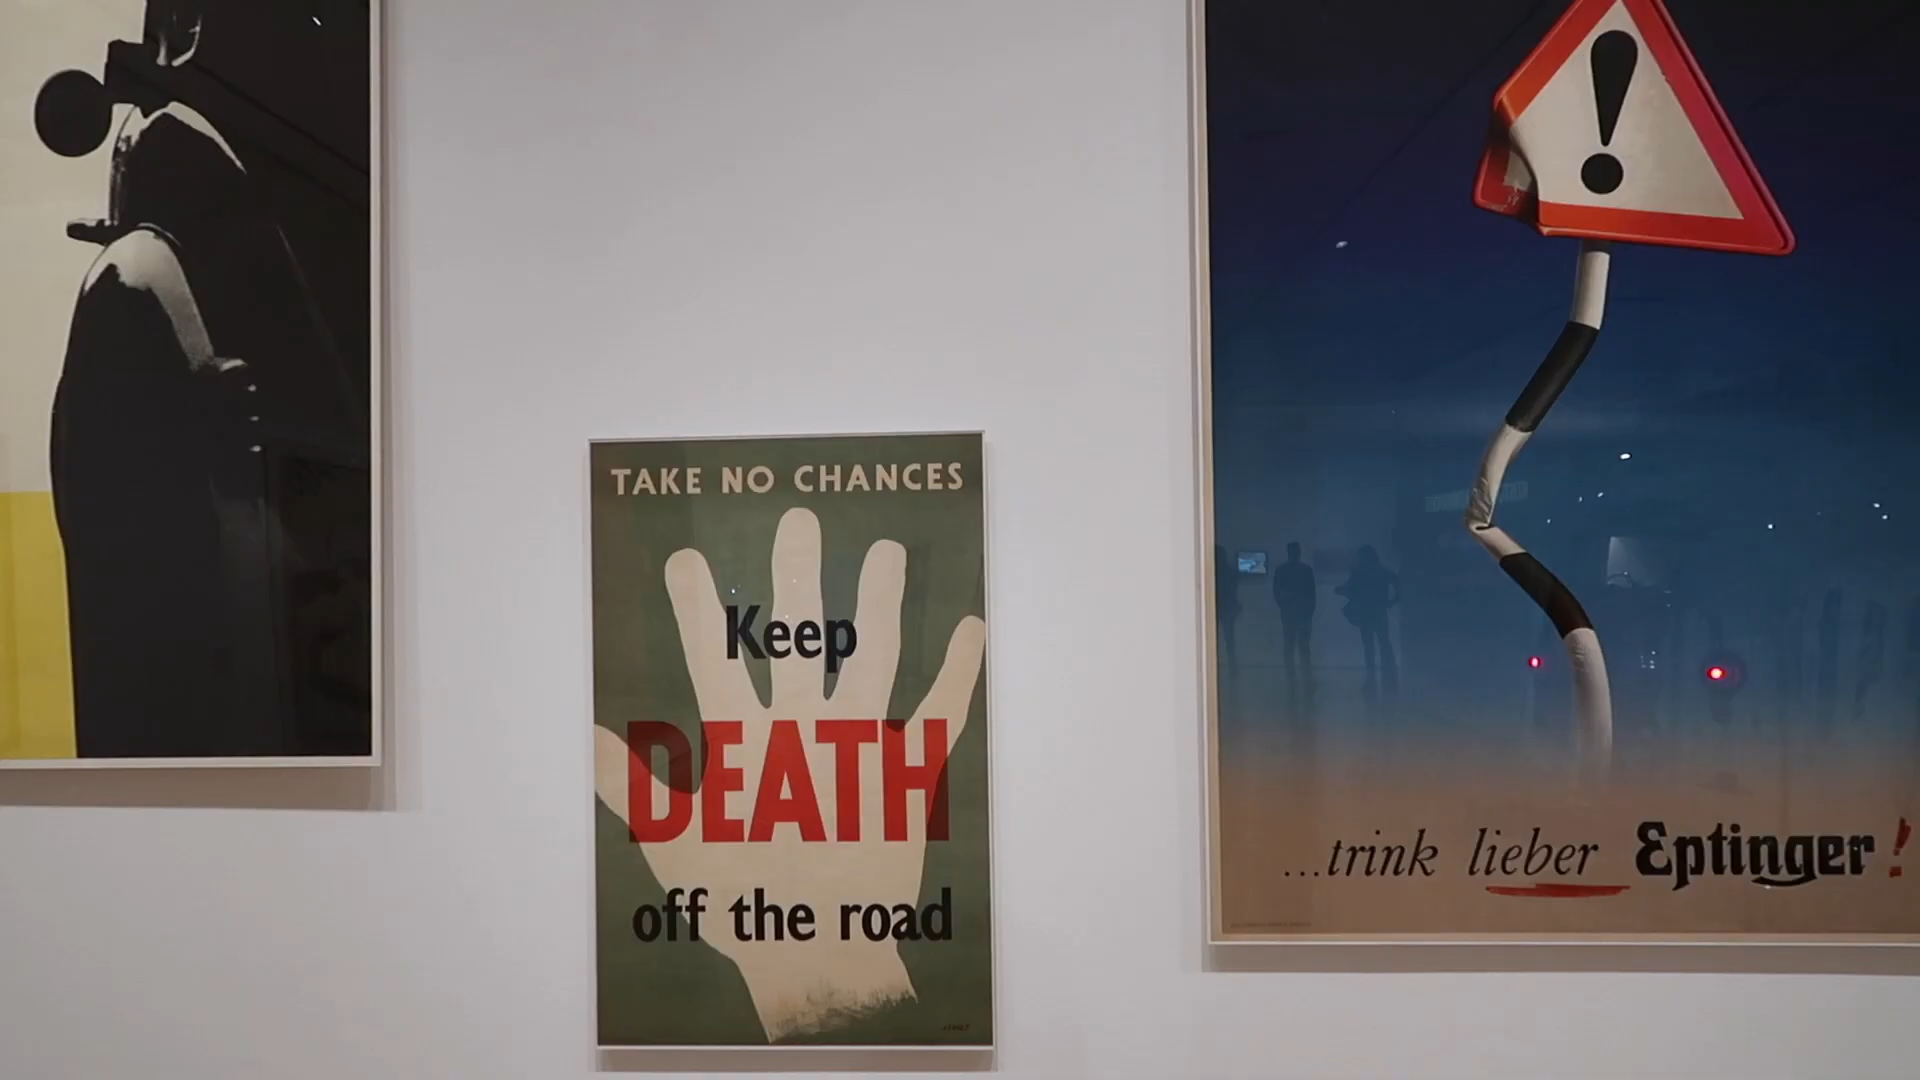 TAKE NO CHANCES
Keep
DEATH
off the road
...trink lieber Eptinger!